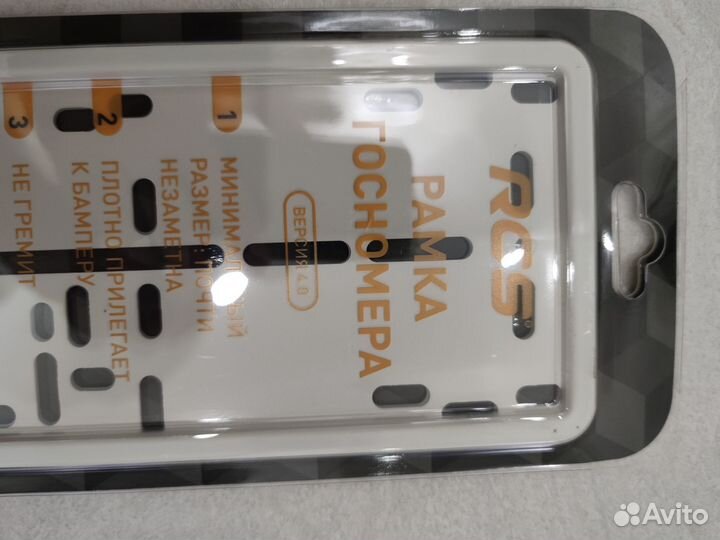 RCS®
РАМКА
ГОСНОМЕРА
ВЕРСИЯ 4.0
1
МИНИМАЛЬНЫЙ
РАЗМЕР: ПОЧТИ
НЕЗАМЕТНА
2
ПЛОТНО ПРИЛЕГАЕТ
К БАМПЕРУ
3
НЕ ГРЕМИТ
Avito